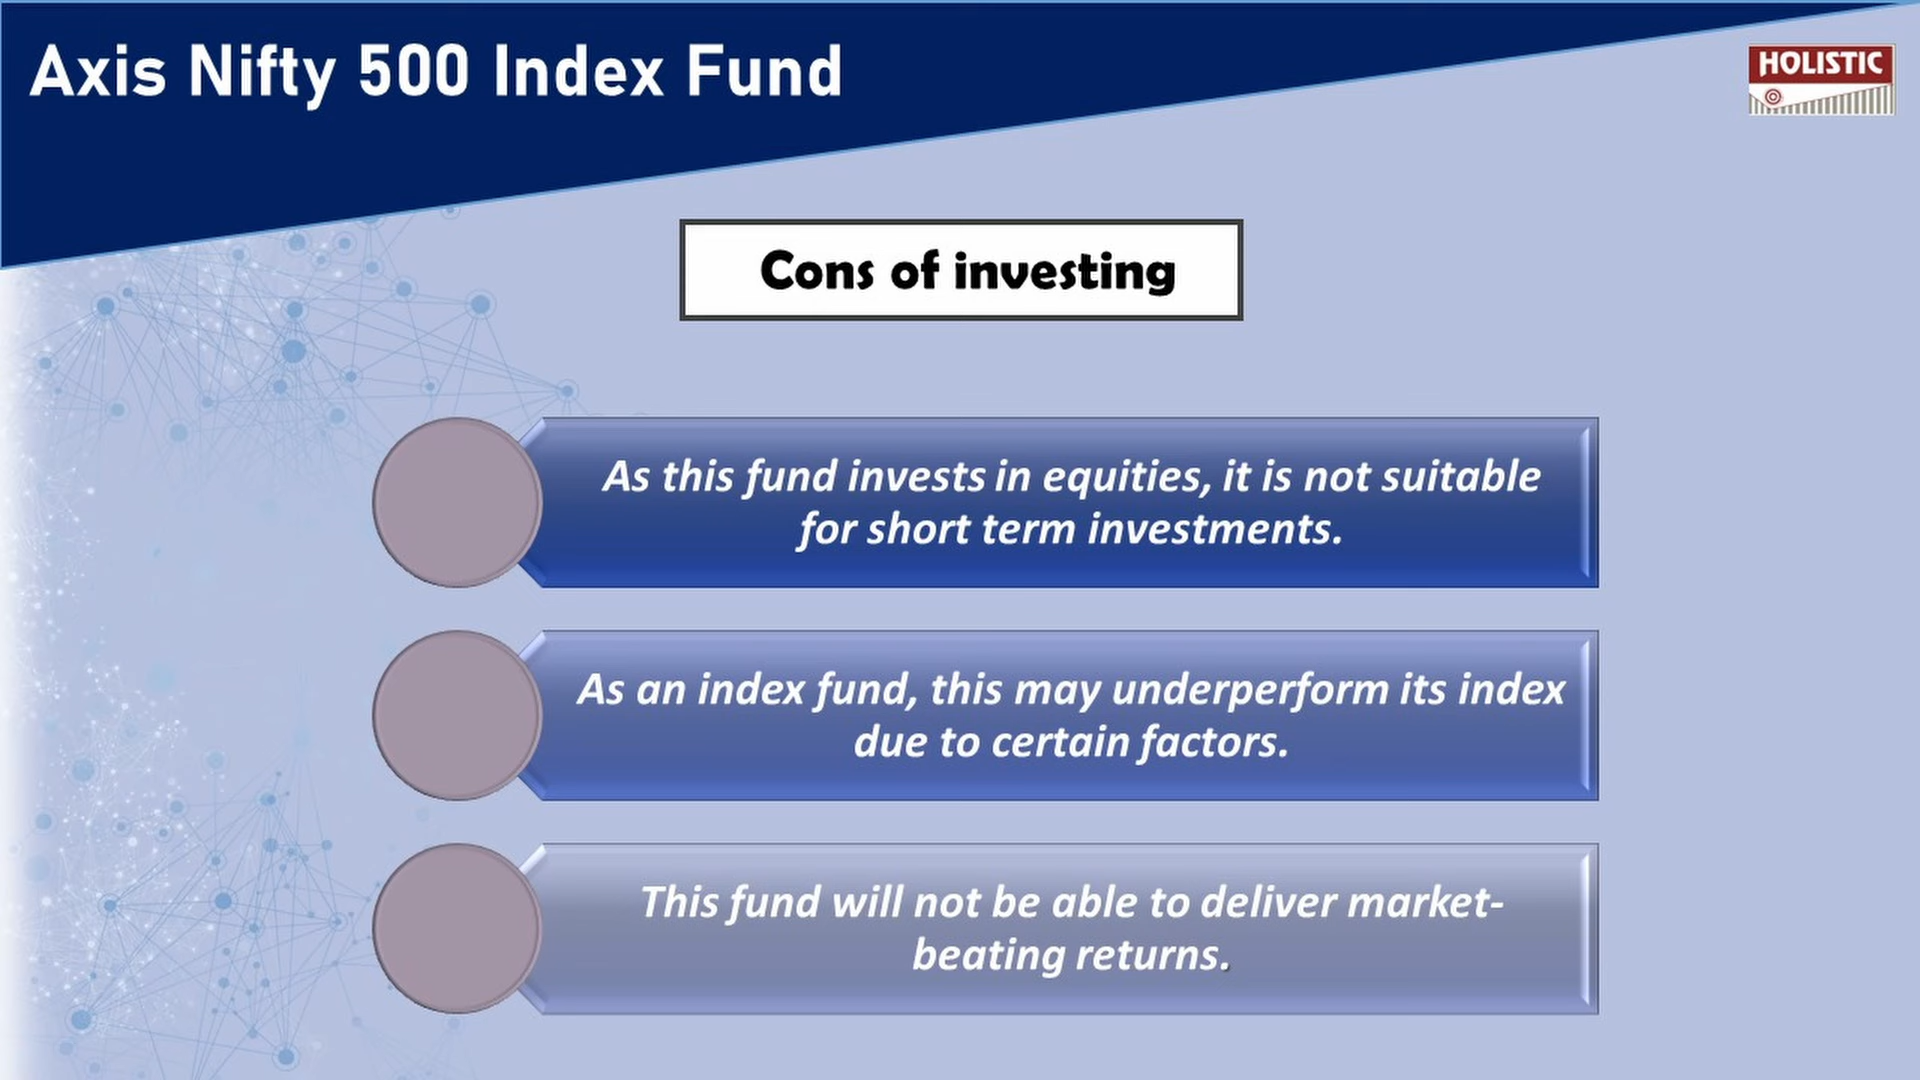 Axis Nifty 500 Index Fund
HOLISTIC
Cons of investing
As this fund invests in equities, it is not suitable
for short term investments.
As an index fund, this may underperform its index
due to certain factors.
This fund will not be able to deliver market-
beating returns.